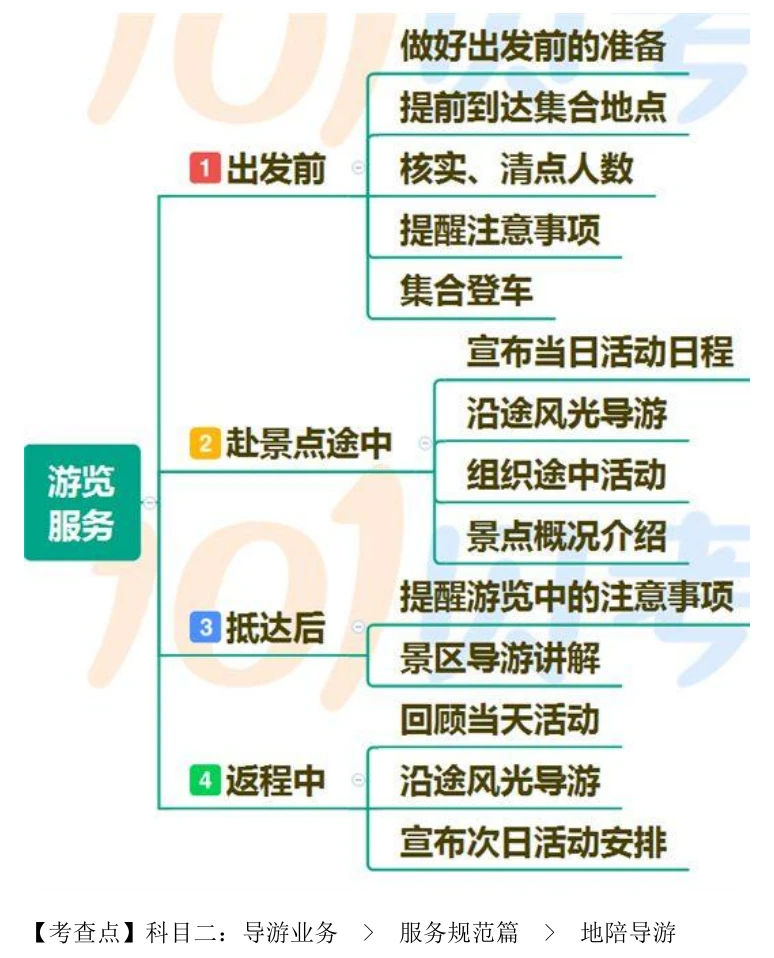 做好出发前的准备
提前到达集合地点
1 出发前
核实、清点人数
提醒注意事项
集合登车
宣布当日活动日程
沿途风光导游
2 赴景点途中
组织途中活动
景点概况介绍
游览
服务
提醒游览中的注意事项
3 抵达后
景区导游讲解
回顾当天活动
4 返程中
沿途风光导游
宣布次日活动安排
【考查点】科目二：导游业务 > 服务规范篇 > 地陪导游